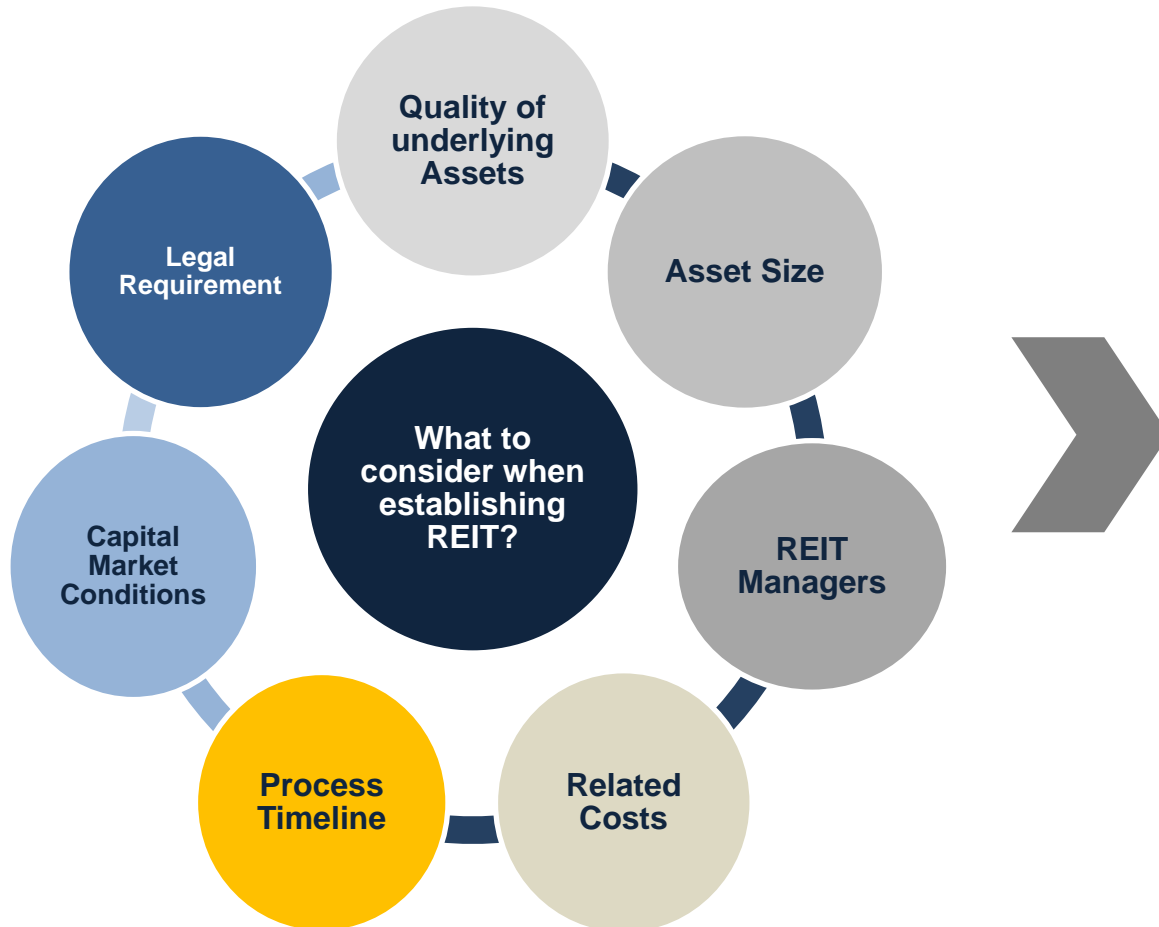 Quality of
underlying
Assets
Legal
Requirement
Asset Size
What to
consider when
establishing
REIT?
Capital
Market
Conditions
REIT
Managers
Process
Timeline
Related
Costs